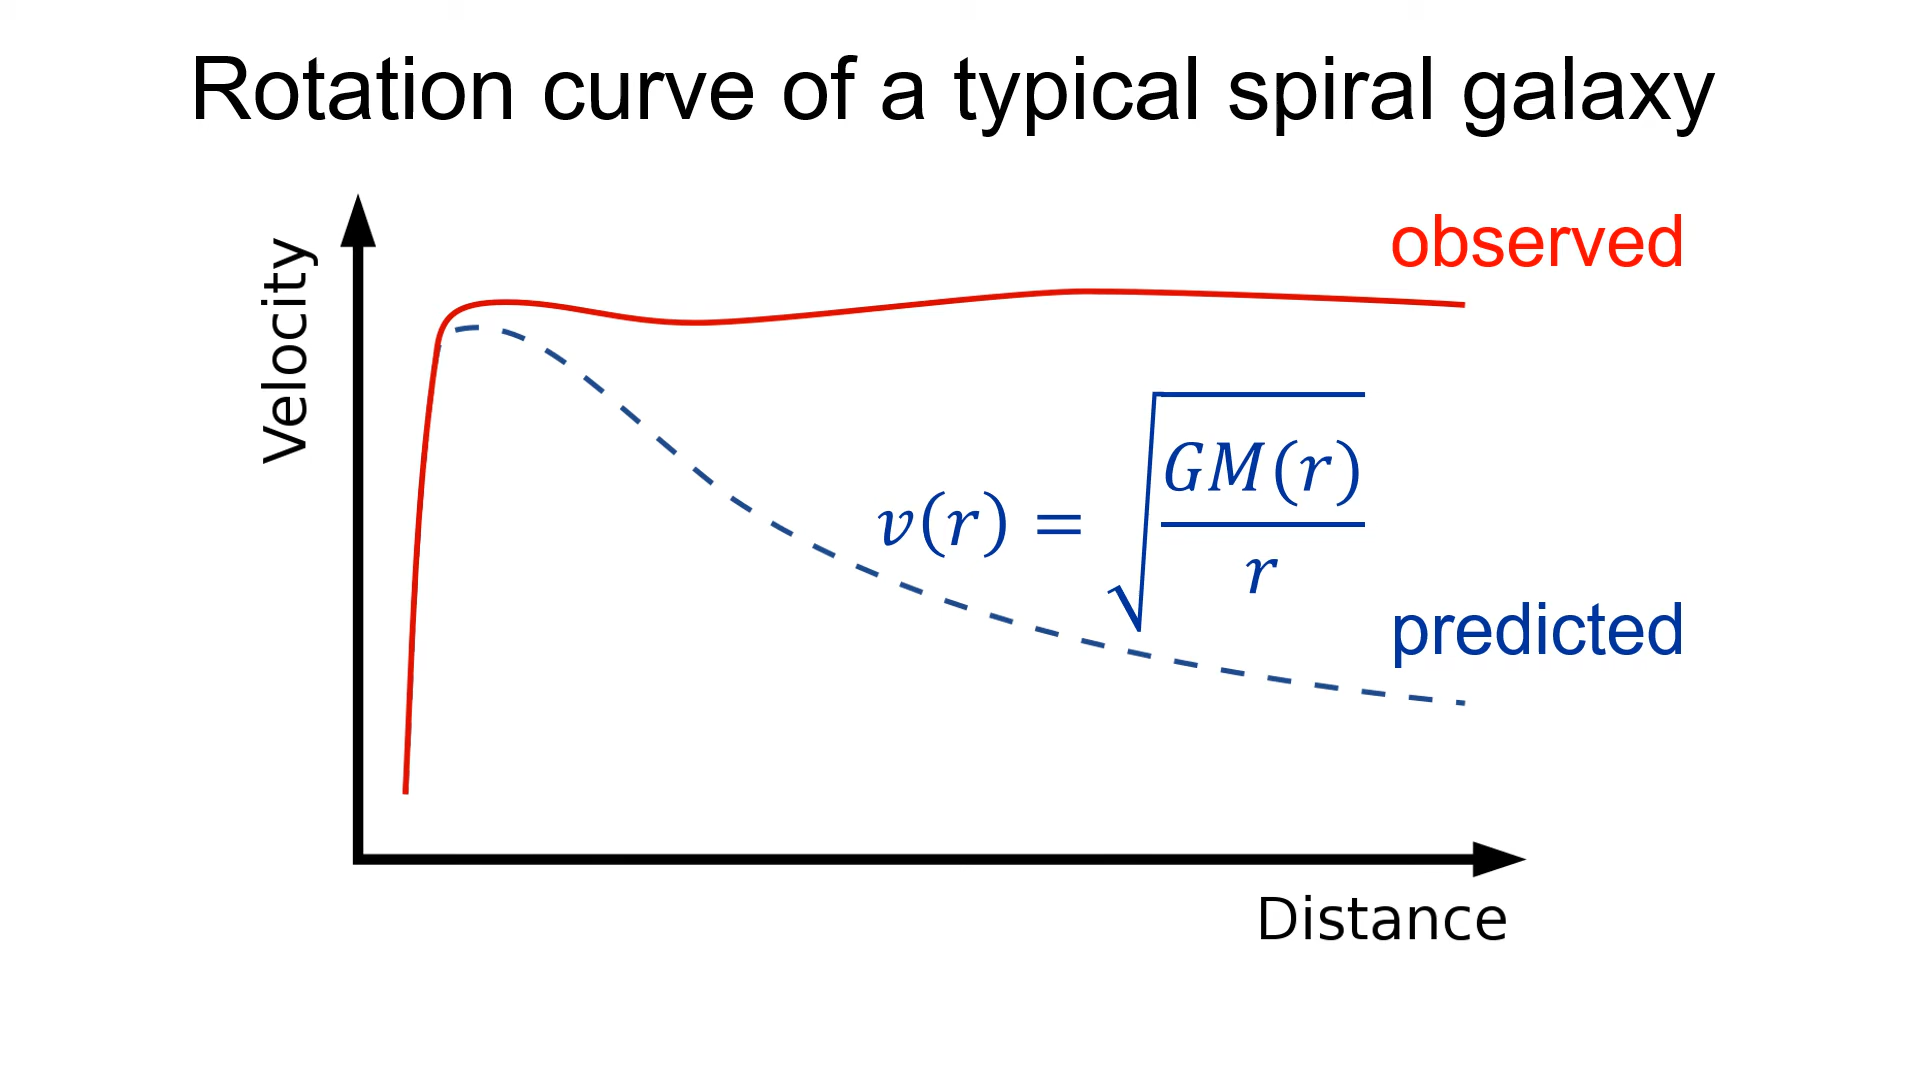 Rotation curve of a typical spiral galaxy
observed
Velocity
v(r) = √(GM(r)/r)
predicted
Distance